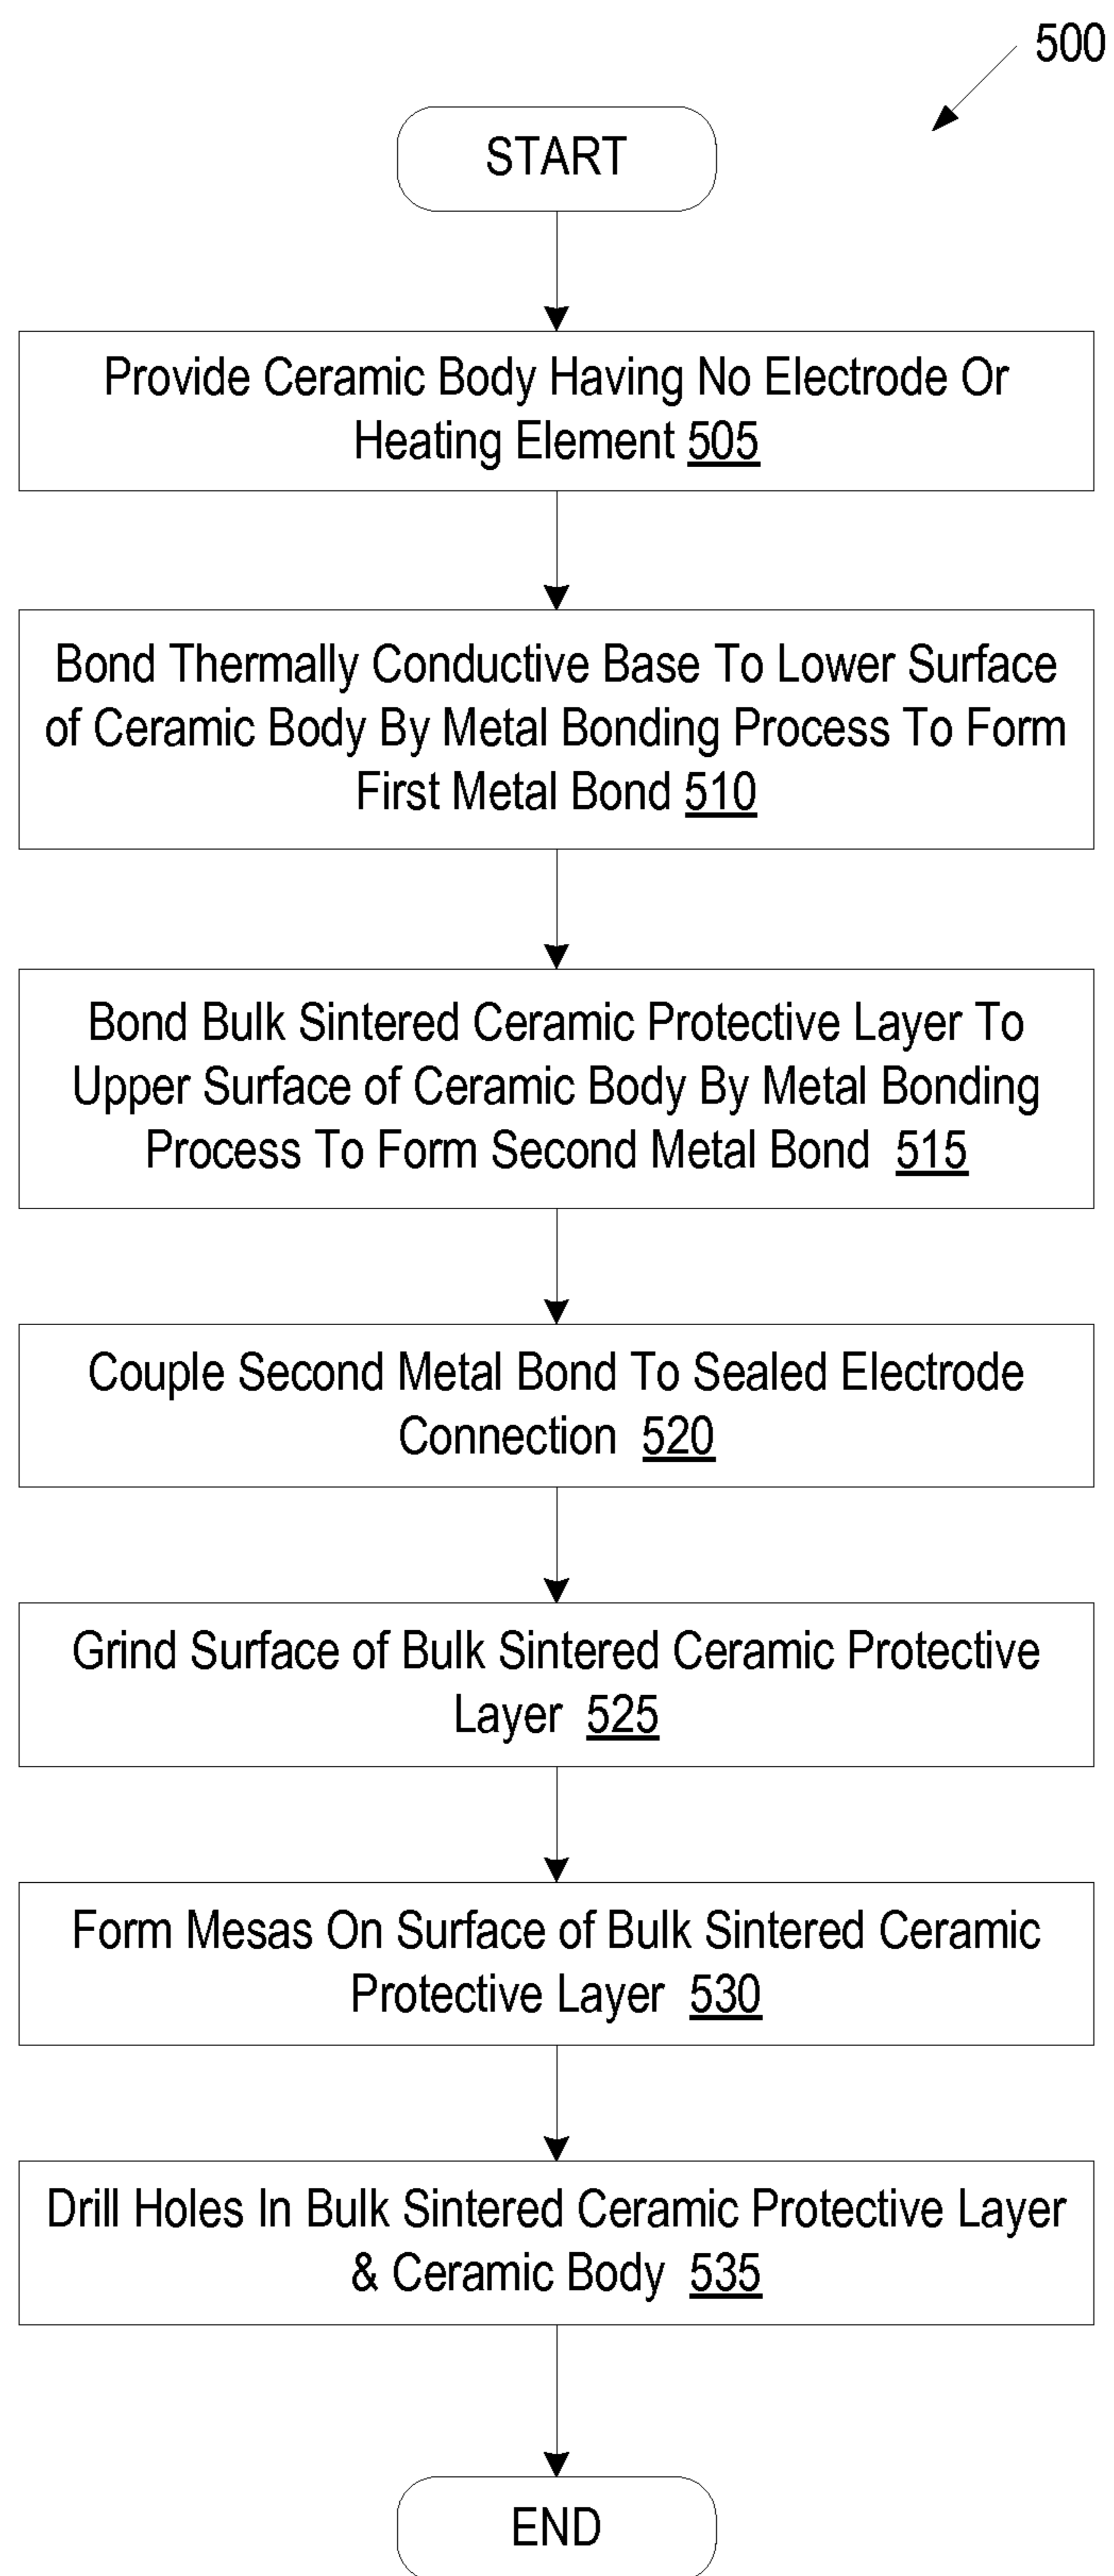 500
START
Provide Ceramic Body Having No Electrode Or
Heating Element 505
Bond Thermally Conductive Base To Lower Surface
of Ceramic Body By Metal Bonding Process To Form
First Metal Bond 510
Bond Bulk Sintered Ceramic Protective Layer To
Upper Surface of Ceramic Body By Metal Bonding
Process To Form Second Metal Bond 515
Couple Second Metal Bond To Sealed Electrode
Connection 520
Grind Surface of Bulk Sintered Ceramic Protective
Layer 525
Form Mesas On Surface of Bulk Sintered Ceramic
Protective Layer 530
Drill Holes In Bulk Sintered Ceramic Protective Layer
& Ceramic Body 535
END